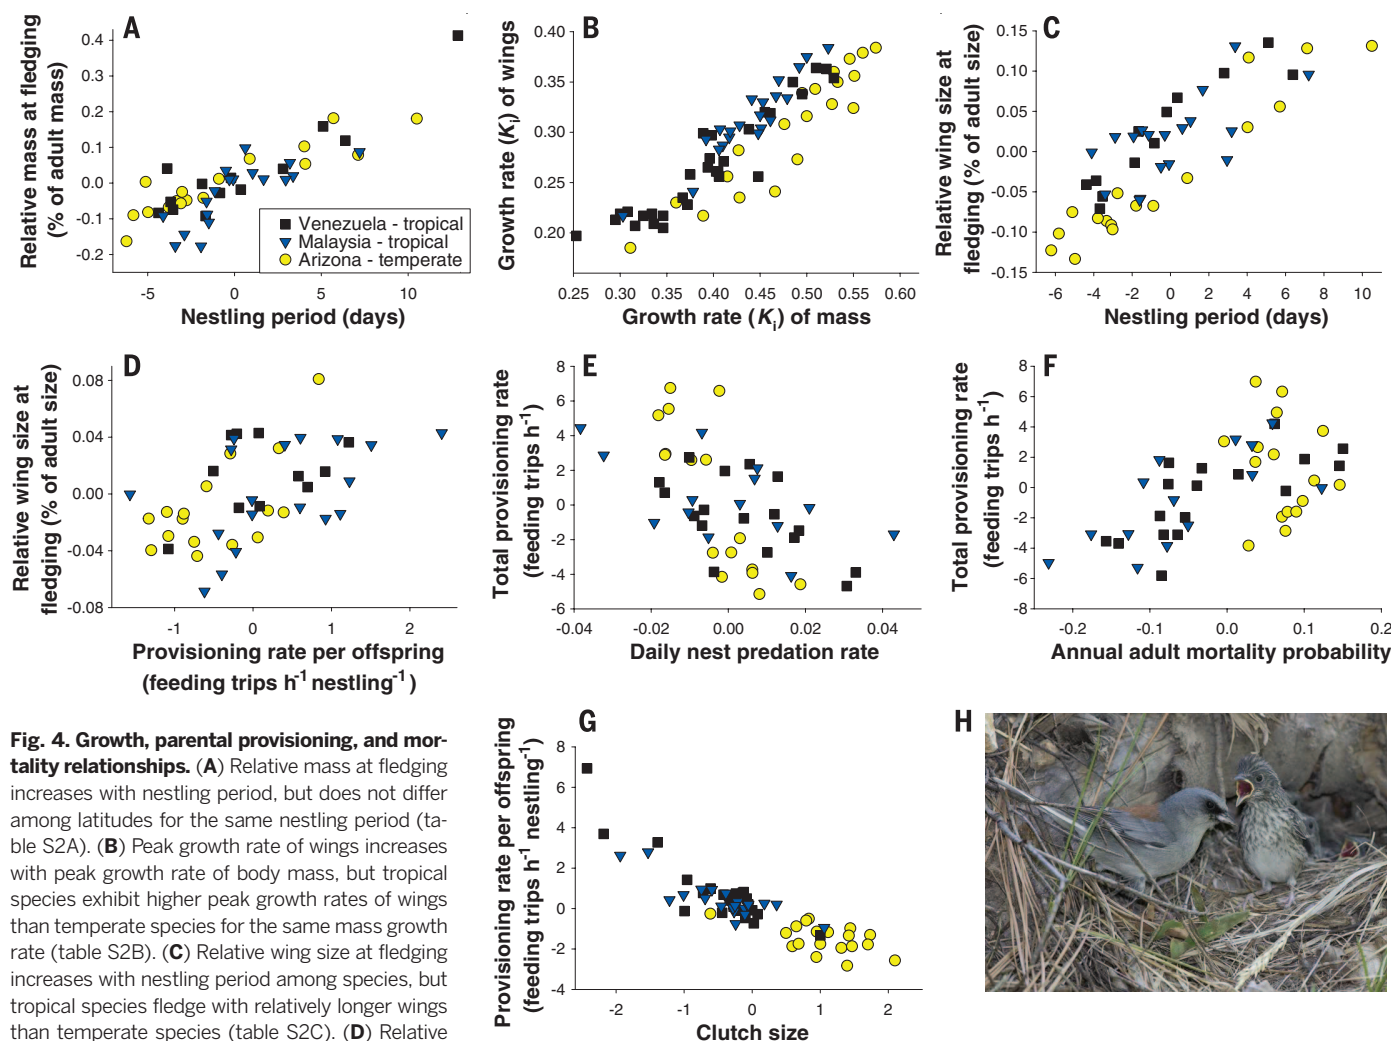 A
Relative mass at fledging
(% of adult mass)
0.4
0.3
0.2
0.1
0.0
-0.1
-0.2
-5
0
5
10
Nestling period (days)
Venezuela - tropical
Malaysia - tropical
Arizona - temperate
B
Growth rate (Ki) of wings
0.40
0.35
0.30
0.25
0.20
0.25
0.30
0.35
0.40
0.45
0.50
0.55
0.60
Growth rate (Ki) of mass
C
Relative wing size at
fledging (% of adult size)
0.15
0.10
0.05
0.00
-0.05
-0.10
-0.15
-6
-4
-2
0
2
4
6
8
10
Nestling period (days)
D
Relative wing size at
fledging (% of adult size)
0.08
0.04
0.00
-0.04
-0.08
-1
0
1
2
Provisioning rate per offspring
(feeding trips h-1 nestling-1)
E
Total provisioning rate
(feeding trips h-1)
8
6
4
2
0
-2
-4
-6
-0.04
-0.02
0.00
0.02
0.04
Daily nest predation rate
F
Total provisioning rate
(feeding trips h-1)
8
6
4
2
0
-2
-4
-6
-8
-0.2
-0.1
0.0
0.1
0.2
Annual adult mortality probability
Fig. 4. Growth, parental provisioning, and mor-
tality relationships. (A) Relative mass at fledging
increases with nestling period, but does not differ
among latitudes for the same nestling period (ta-
ble S2A). (B) Peak growth rate of wings increases
with peak growth rate of body mass, but tropical
species exhibit higher peak growth rates of wings
than temperate species for the same mass growth
rate (table S2B). (C) Relative wing size at fledging
increases with nestling period among species, but
tropical species fledge with relatively longer wings
than temperate species (table S2C). (D) Relative
G
Provisioning rate per offspring
(feeding trips h-1 nestling-1)
8
6
4
2
0
-2
-4
-2
-1
0
1
2
Clutch size
H